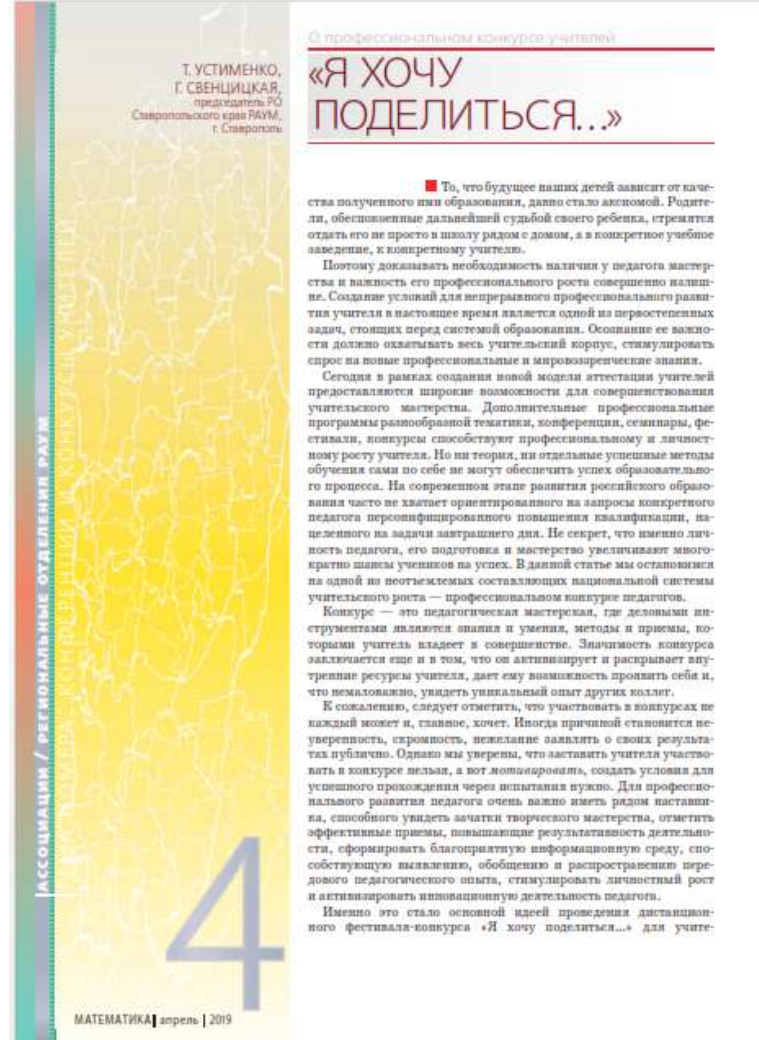 О профессиональном конкурсе учителей
Т. УСТИМЕНКО,
Г. СВЕНЦИЦКАЯ,
председатель РО
Ставропольского края РАУМ,
г. Ставрополь
«Я ХОЧУ
ПОДЕЛИТЬСЯ...»
То, что будущее наших детей зависит от каче-
ства полученного ими образования, давно стало аксиомой. Родите-
ли, обеспокоенные дальнейшей судьбой своего ребенка, стремятся
отдать его не просто в школу рядом с домом, а в конкретное учебное
заведение, к конкретному учителю.
Поэтому доказывать необходимость наличия у педагога мастер-
ства и важность его профессионального роста совершенно излиш-
не. Создание условий для непрерывного профессионального разви-
тия учителя в настоящее время является одной из первостепенных
задач, стоящих перед системой образования. Осознание ее важно-
сти должно охватывать весь учительский корпус, стимулировать
спрос на новые профессиональные и мировоззренческие знания.
Сегодня в рамках создания новой модели аттестации учителей
предоставляются широкие возможности для совершенствования
учительского мастерства. Дополнительные профессиональные
программы разнообразной тематики, конференции, семинары, фе-
стивали, конкурсы способствуют профессиональному и личност-
ному росту учителя. Но ни теория, ни отдельные успешные методы
обучения сами по себе не могут обеспечить успех образовательно-
го процесса. На современном этапе развития российского образо-
вания часто не хватает ориентированного на запросы конкретного
педагога персонифицированного повышения квалификации, на-
целенного на задачи завтрашнего дня. Не секрет, что именно лич-
ность педагога, его подготовка и мастерство увеличивают много-
кратно шансы учеников на успех. В данной статье мы остановимся
на одной из неотъемлемых составляющих национальной системы
учительского роста — профессиональном конкурсе педагогов.
Конкурс — это педагогическая мастерская, где деловыми ин-
струментами являются знания и умения, методы и приемы, ко-
торыми учитель владеет в совершенстве. Значимость конкурса
заключается еще и в том, что он активизирует и раскрывает вну-
тренние ресурсы учителя, дает ему возможность проявить себя и,
что немаловажно, увидеть уникальный опыт других коллег.
К сожалению, следует отметить, что участвовать в конкурсах не
каждый может и, главное, хочет. Иногда причиной становится не-
уверенность, скромность, нежелание заявлять о своих результа-
тах публично. Однако мы уверены, что заставить учителя участво-
вать в конкурсе нельзя, а вот мотивировать, создать условия для
успешного прохождения через испытания нужно. Для профессио-
нального развития педагога очень важно иметь рядом наставни-
ка, способного увидеть зачатки творческого мастерства, отметить
эффективные приемы, повышающие результативность деятельно-
сти, сформировать благоприятную информационную среду, спо-
собствующую выявлению, обобщению и распространению пере-
дового педагогического опыта, стимулировать личностный рост
и активизировать инновационную деятельность педагога.
Именно это стало основной идеей проведения дистанцион-
ного фестиваля-конкурса «Я хочу поделиться...» для учите-
АССОЦИАЦИИ / РЕГИОНАЛЬНЫЕ ОТДЕЛЕНИЯ РАУМ
КОНФЕРЕНЦИИ И КОНКУРСЫ УЧИТЕЛЕЙ
4
МАТЕМАТИКА | апрель | 2019